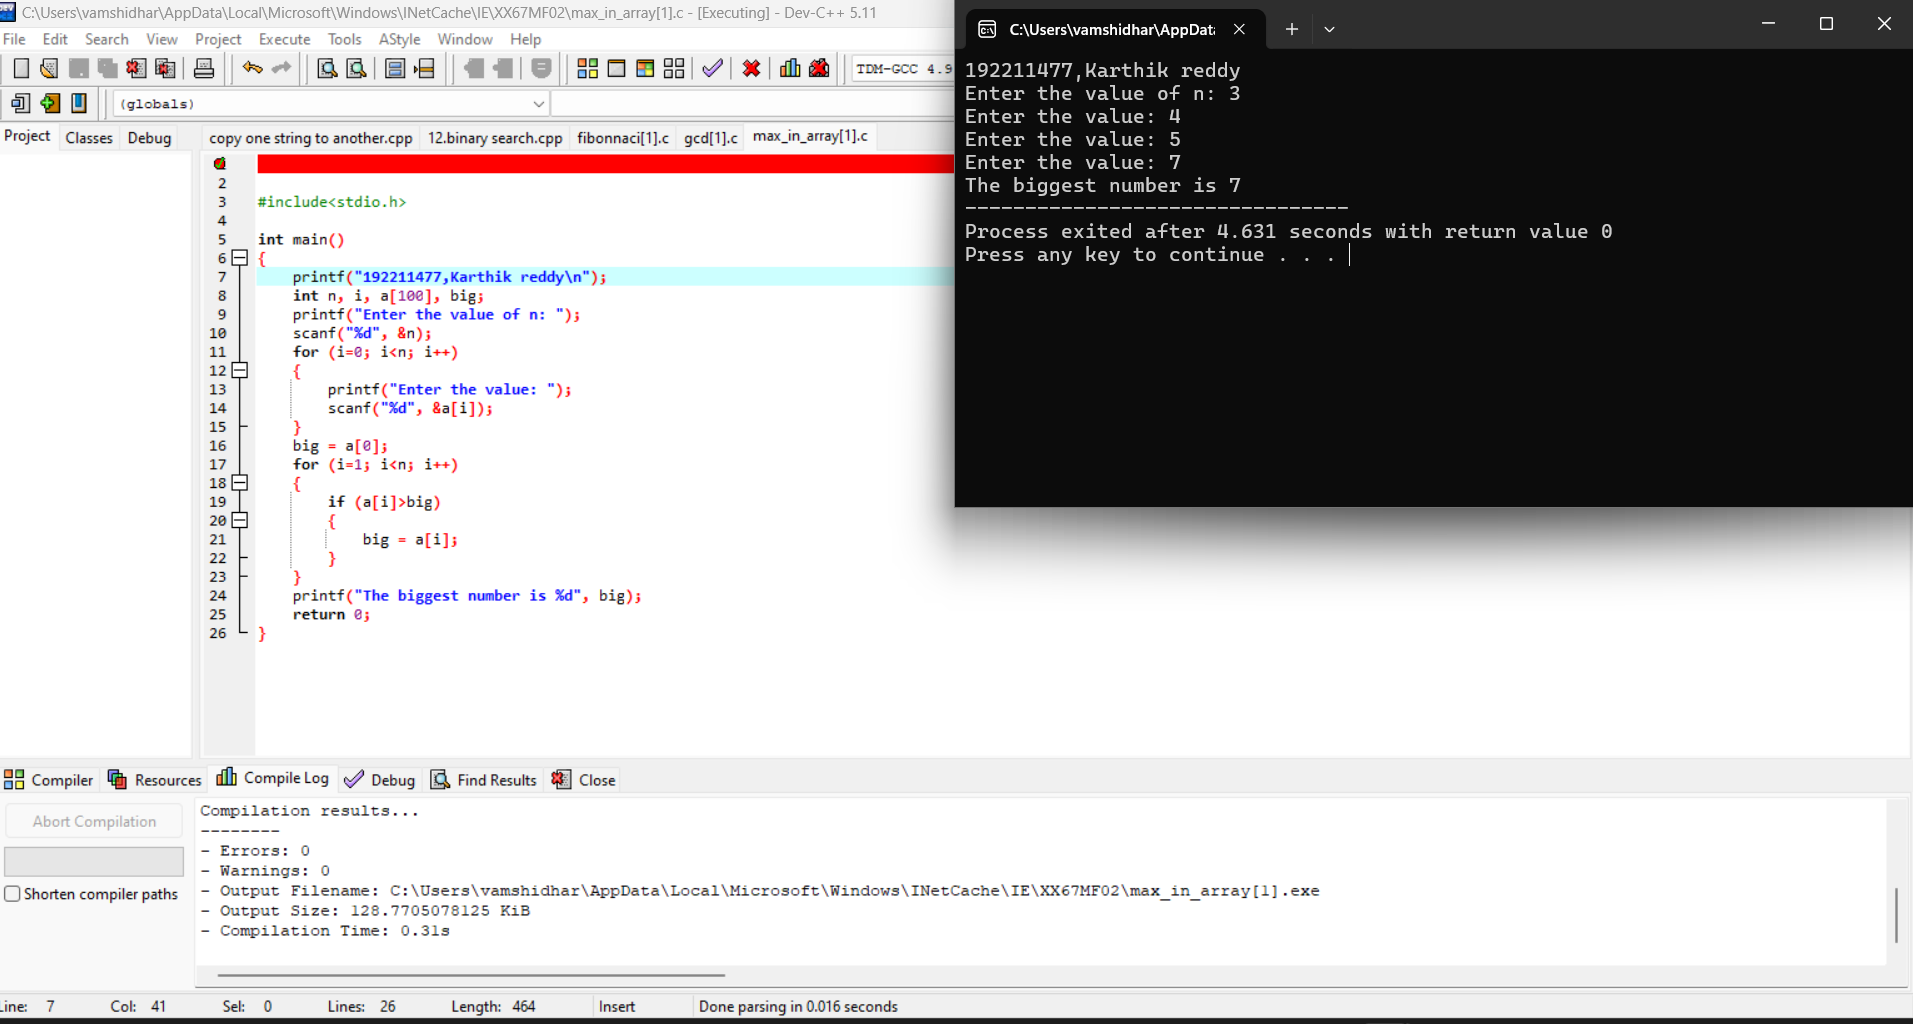 C:\Users\vamshidhar\AppData\Local\Microsoft\Windows\INetCache\IE\XX67MF02\max_in_array[1].c - [Executing] - Dev-C++ 5.11
File Edit Search View Project Execute Tools AStyle Window Help
TDM-GCC 4.9
(globals)
Project Classes Debug
copy one string to another.cpp 12.binary search.cpp fibonnaci[1].c gcd[1].c max_in_array[1].c
2
3 #include<stdio.h>
4
5 int main()
6 {
7 printf("192211477,Karthik reddy\n");
8 int n, i, a[100], big;
9 printf("Enter the value of n: ");
10 scanf("%d", &n);
11 for (i=0; i<n; i++)
12 {
13 printf("Enter the value: ");
14 scanf("%d", &a[i]);
15 }
16 big = a[0];
17 for (i=1; i<n; i++)
18 {
19 if (a[i]>big)
20 {
21 big = a[i];
22 }
23 }
24 printf("The biggest number is %d", big);
25 return 0;
26 }
C:\Users\vamshidhar\AppData
192211477,Karthik reddy
Enter the value of n: 3
Enter the value: 4
Enter the value: 5
Enter the value: 7
The biggest number is 7
--------------------------------
Process exited after 4.631 seconds with return value 0
Press any key to continue . . .
Compiler Resources Compile Log Debug Find Results Close
Abort Compilation
Shorten compiler paths
Compilation results...
--------
- Errors: 0
- Warnings: 0
- Output Filename: C:\Users\vamshidhar\AppData\Local\Microsoft\Windows\INetCache\IE\XX67MF02\max_in_array[1].exe
- Output Size: 128.7705078125 KiB
- Compilation Time: 0.31s
Line: 7 Col: 41 Sel: 0 Lines: 26 Length: 464 Insert Done parsing in 0.016 seconds